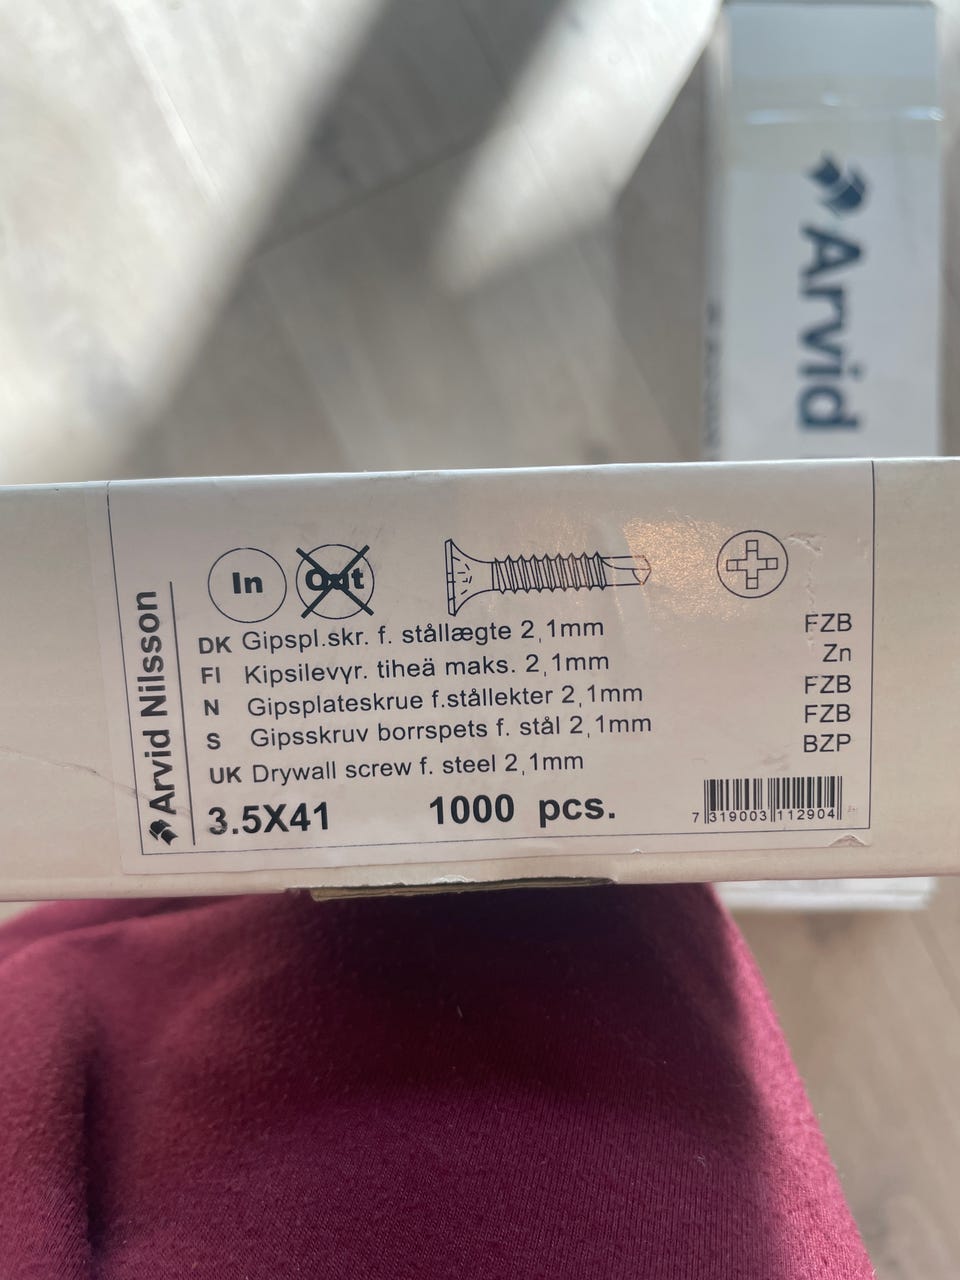 Arvid
In Out
Arvid Nilsson
DK Gipspl.skr. f. stållægte 2,1mm FZB
FI Kipsilevyr. tiheä maks. 2,1mm Zn
N Gipsplateskrue f.stållekter 2,1mm FZB
S Gipsskruv borrspets f. stål 2,1mm FZB
UK Drywall screw f. steel 2,1mm BZP
3.5X41 1000 pcs.
7 319003 112904